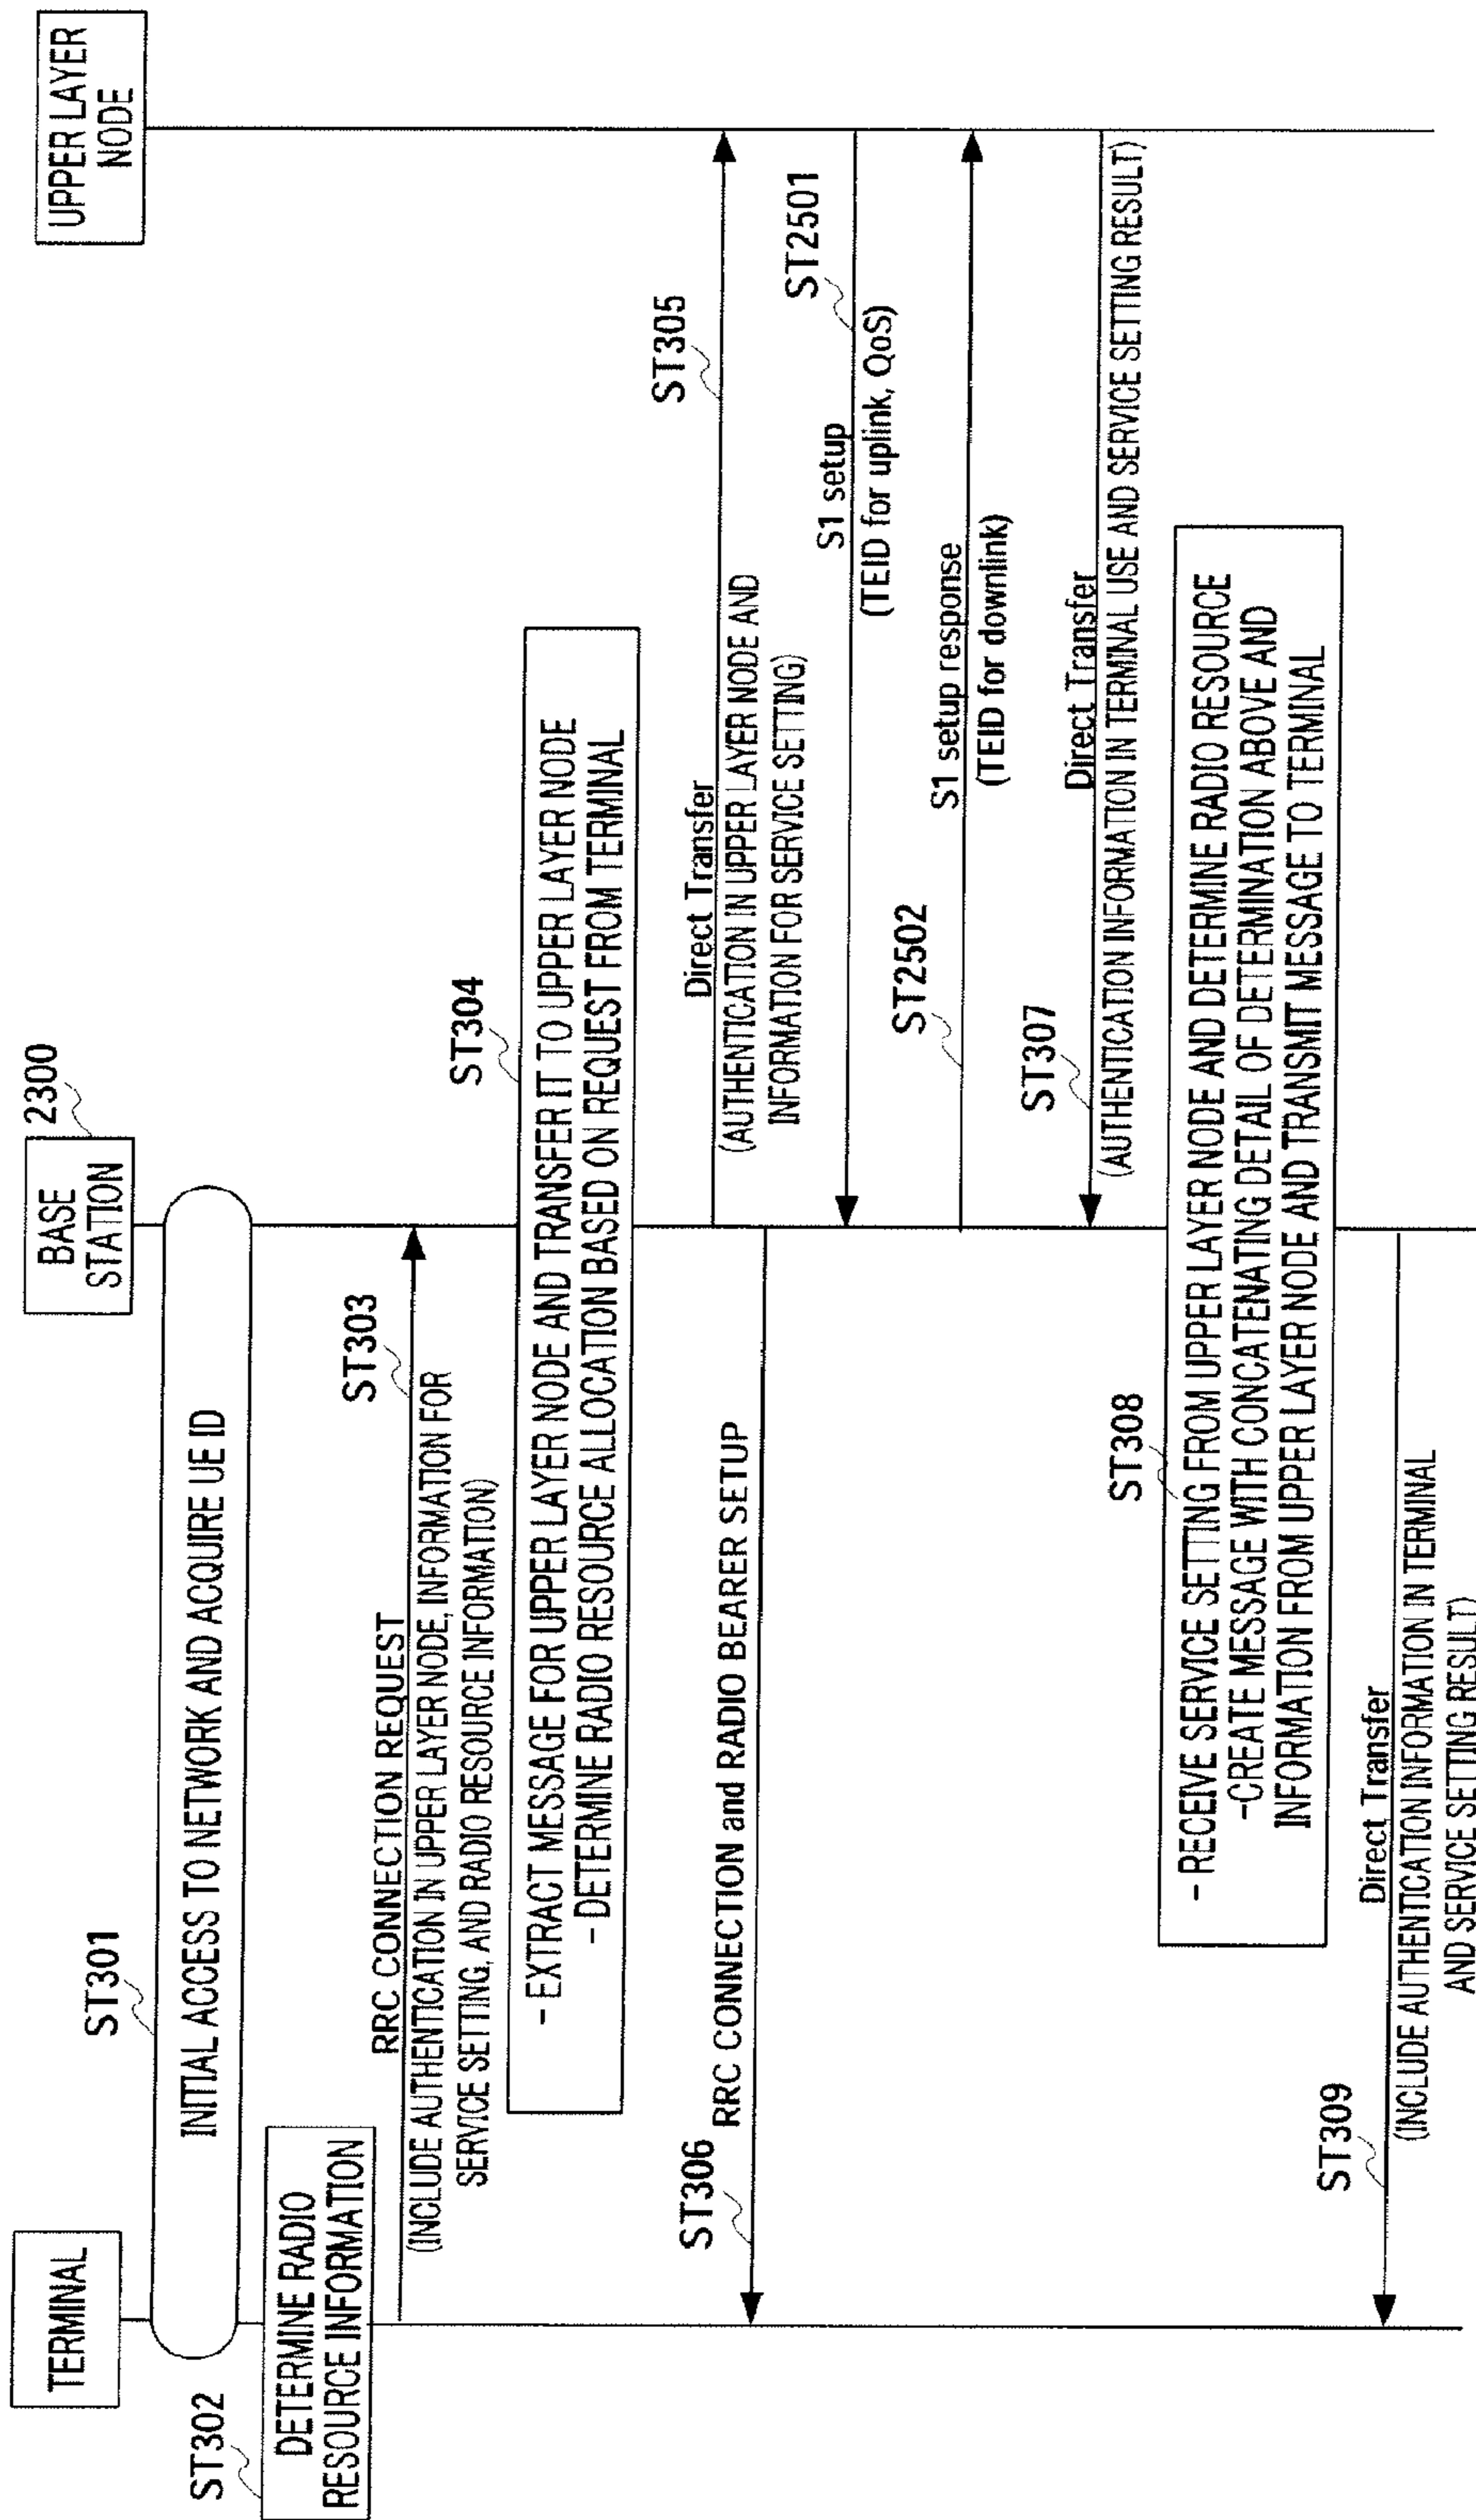 TERMINAL
BASE
STATION
2300
UPPER LAYER
NODE
ST301
INITIAL ACCESS TO NETWORK AND ACQUIRE UE ID
ST302
DETERMINE RADIO
RESOURCE INFORMATION
ST303
RRC CONNECTION REQUEST
(INCLUDE AUTHENTICATION IN UPPER LAYER NODE, INFORMATION FOR
SERVICE SETTING, AND RADIO RESOURCE INFORMATION)
ST304
- EXTRACT MESSAGE FOR UPPER LAYER NODE AND TRANSFER IT TO UPPER LAYER NODE
- DETERMINE RADIO RESOURCE ALLOCATION BASED ON REQUEST FROM TERMINAL
ST305
Direct Transfer
(AUTHENTICATION IN UPPER LAYER NODE AND
INFORMATION FOR SERVICE SETTING)
ST306
RRC CONNECTION and RADIO BEARER SETUP
ST2501
S1 setup
(TEID for uplink, QoS)
ST2502
S1 setup response
(TEID for downlink)
ST307
Direct Transfer
(AUTHENTICATION INFORMATION IN TERMINAL USE AND SERVICE SETTING RESULT)
ST308
- RECEIVE SERVICE SETTING FROM UPPER LAYER NODE AND DETERMINE RADIO RESOURCE
-CREATE MESSAGE WITH CONCATENATING DETAIL OF DETERMINATION ABOVE AND
INFORMATION FROM UPPER LAYER NODE AND TRANSMIT MESSAGE TO TERMINAL
ST309
Direct Transfer
(INCLUDE AUTHENTICATION INFORMATION IN TERMINAL
AND SERVICE SETTING RESULT)